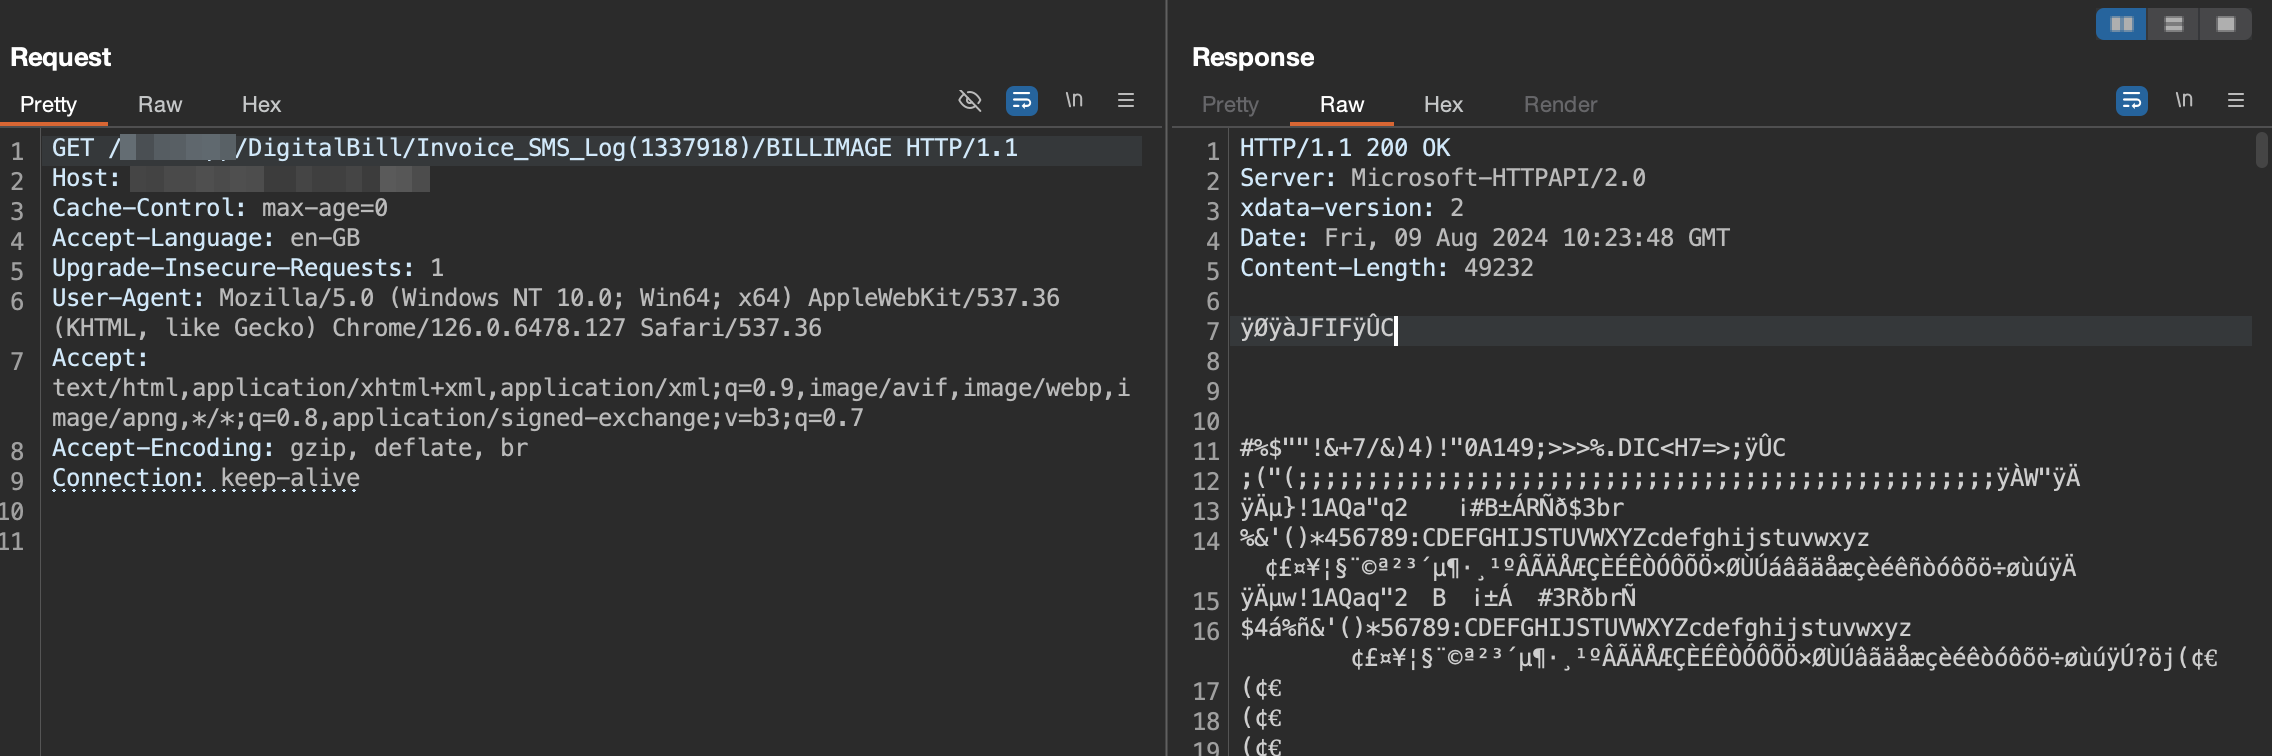 Request
Pretty Raw Hex
\n
1 GET / /DigitalBill/Invoice_SMS_Log(1337918)/BILLIMAGE HTTP/1.1
2 Host:
3 Cache-Control: max-age=0
4 Accept-Language: en-GB
5 Upgrade-Insecure-Requests: 1
6 User-Agent: Mozilla/5.0 (Windows NT 10.0; Win64; x64) AppleWebKit/537.36
(KHTML, like Gecko) Chrome/126.0.6478.127 Safari/537.36
7 Accept:
text/html,application/xhtml+xml,application/xml;q=0.9,image/avif,image/webp,i
mage/apng,*/*;q=0.8,application/signed-exchange;v=b3;q=0.7
8 Accept-Encoding: gzip, deflate, br
9 Connection: keep-alive
10
11
Response
Pretty Raw Hex Render
\n
1 HTTP/1.1 200 OK
2 Server: Microsoft-HTTPAPI/2.0
3 xdata-version: 2
4 Date: Fri, 09 Aug 2024 10:23:48 GMT
5 Content-Length: 49232
6
7 ÿØÿàJFIFÿÛC
8
9
10
11 #%$""!&+7/&)4)!"0A149;>>>%.DIC<H7=>;ÿÛC
12 ;("(;;;;;;;;;;;;;;;;;;;;;;;;;;;;;;;;;;;;;;;;;;;;;;;;;;ÿÀW"ÿÄ
13 ÿÄµ}!1AQa"q2 ¡#B±ÁRÑð$3br
14 %&'()*456789:CDEFGHIJSTUVWXYZcdefghijstuvwxyz
¢£¤¥¦§¨©ª²³´µ¶·¸¹ºÂÃÄÅÆÇÈÉÊÒÓÔÕÖ×ØÙÚáâãäåæçèéêñòóôõö÷øùúÿÄ
15 ÿÄµw!1AQaq"2 B ¡±Á #3RðbrÑ
16 $4á%ñ&'()*56789:CDEFGHIJSTUVWXYZcdefghijstuvwxyz
¢£¤¥¦§¨©ª²³´µ¶·¸¹ºÂÃÄÅÆÇÈÉÊÒÓÔÕÖ×ØÙÚâãäåæçèéêòóôõö÷øùúÿÚ?öj(¢€
17 (¢€
18 (¢€
19 (¢€